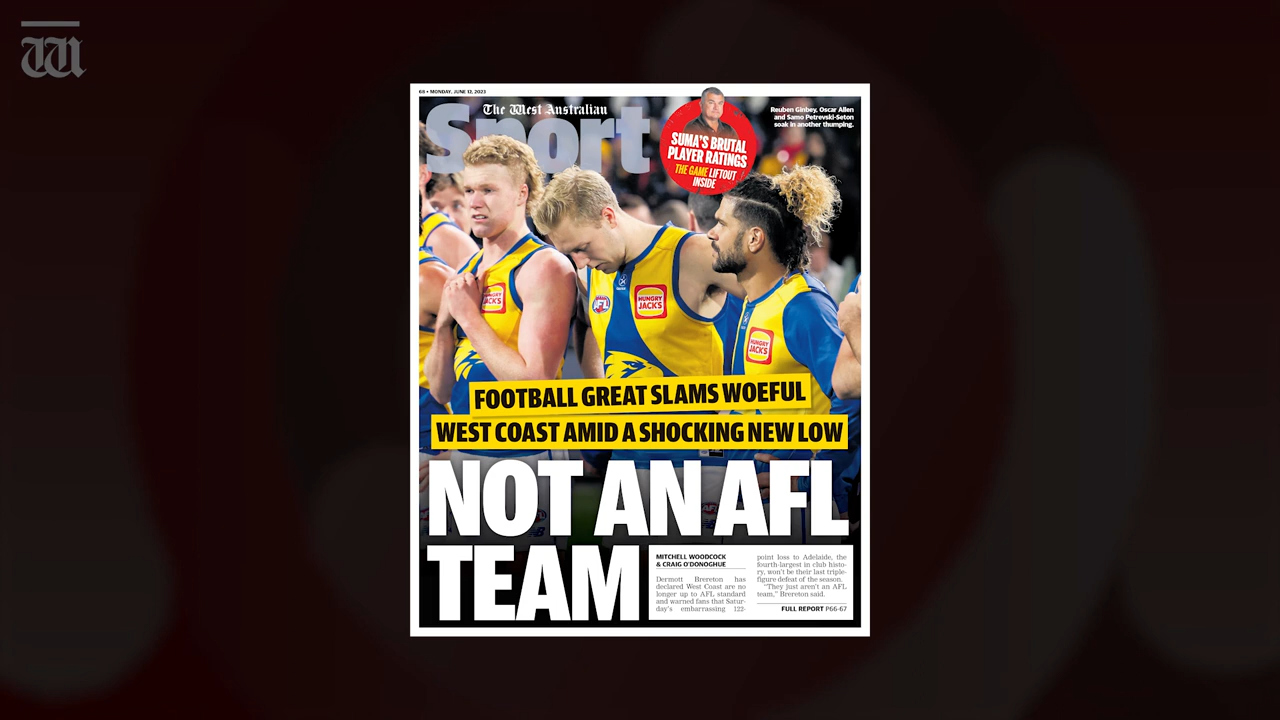 W
68 • MONDAY, JUNE 12, 2023
The West Australian
Sport
SUMA'S BRUTAL
PLAYER RATINGS
THE GAME LIFTOUT
INSIDE
Reuben Ginbey, Oscar Allen
and Samo Petrevski-Seton
soak in another thumping.
HUNGRY
JACK'S
AFL
HUNGRY
JACK'S
HUNGRY
JACK'S
FOOTBALL GREAT SLAMS WOEFUL
WEST COAST AMID A SHOCKING NEW LOW
NOT AN AFL
TEAM
MITCHELL WOODCOCK
& CRAIG O'DONOGHUE
Dermott Brereton has
declared West Coast are no
longer up to AFL standard
and warned fans that Satur-
day's embarrassing 122-
point loss to Adelaide, the
fourth-largest in club histo-
ry, won't be their last triple-
figure defeat of the season.
"They just aren't an AFL
team," Brereton said.
FULL REPORT P66-67